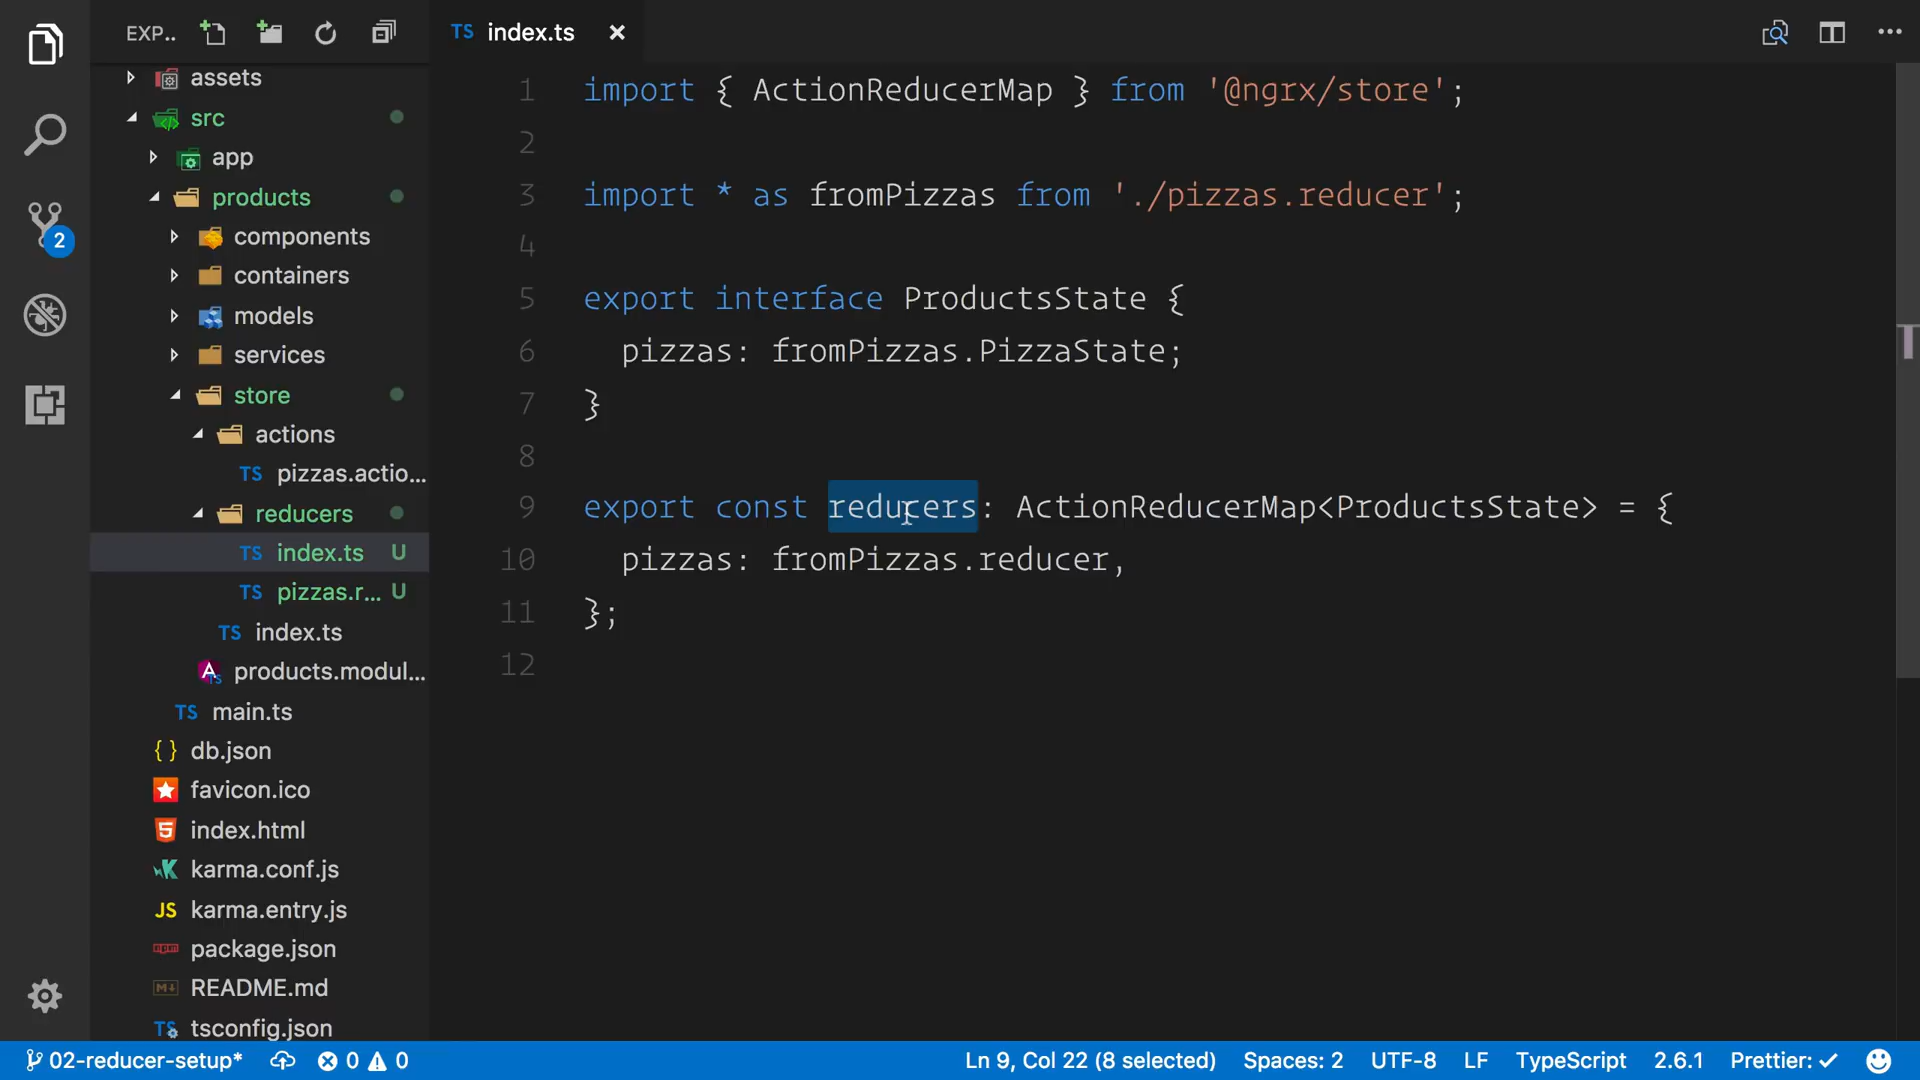 EXP..
TS index.ts ×
assets
src
app
products
components
containers
models
services
store
actions
TS pizzas.actio...
reducers
TS index.ts U
TS pizzas.r... U
TS index.ts
products.modul...
TS main.ts
{ } db.json
favicon.ico
index.html
karma.conf.js
JS karma.entry.js
package.json
README.md
TS tsconfig.json
2
1 import { ActionReducerMap } from '@ngrx/store';
2
3 import * as fromPizzas from './pizzas.reducer';
4
5 export interface ProductsState {
6 pizzas: fromPizzas.PizzaState;
7 }
8
9 export const reducers: ActionReducerMap<ProductsState> = {
10 pizzas: fromPizzas.reducer,
11 };
12
02-reducer-setup* 0 0 Ln 9, Col 22 (8 selected) Spaces: 2 UTF-8 LF TypeScript 2.6.1 Prettier: ✓